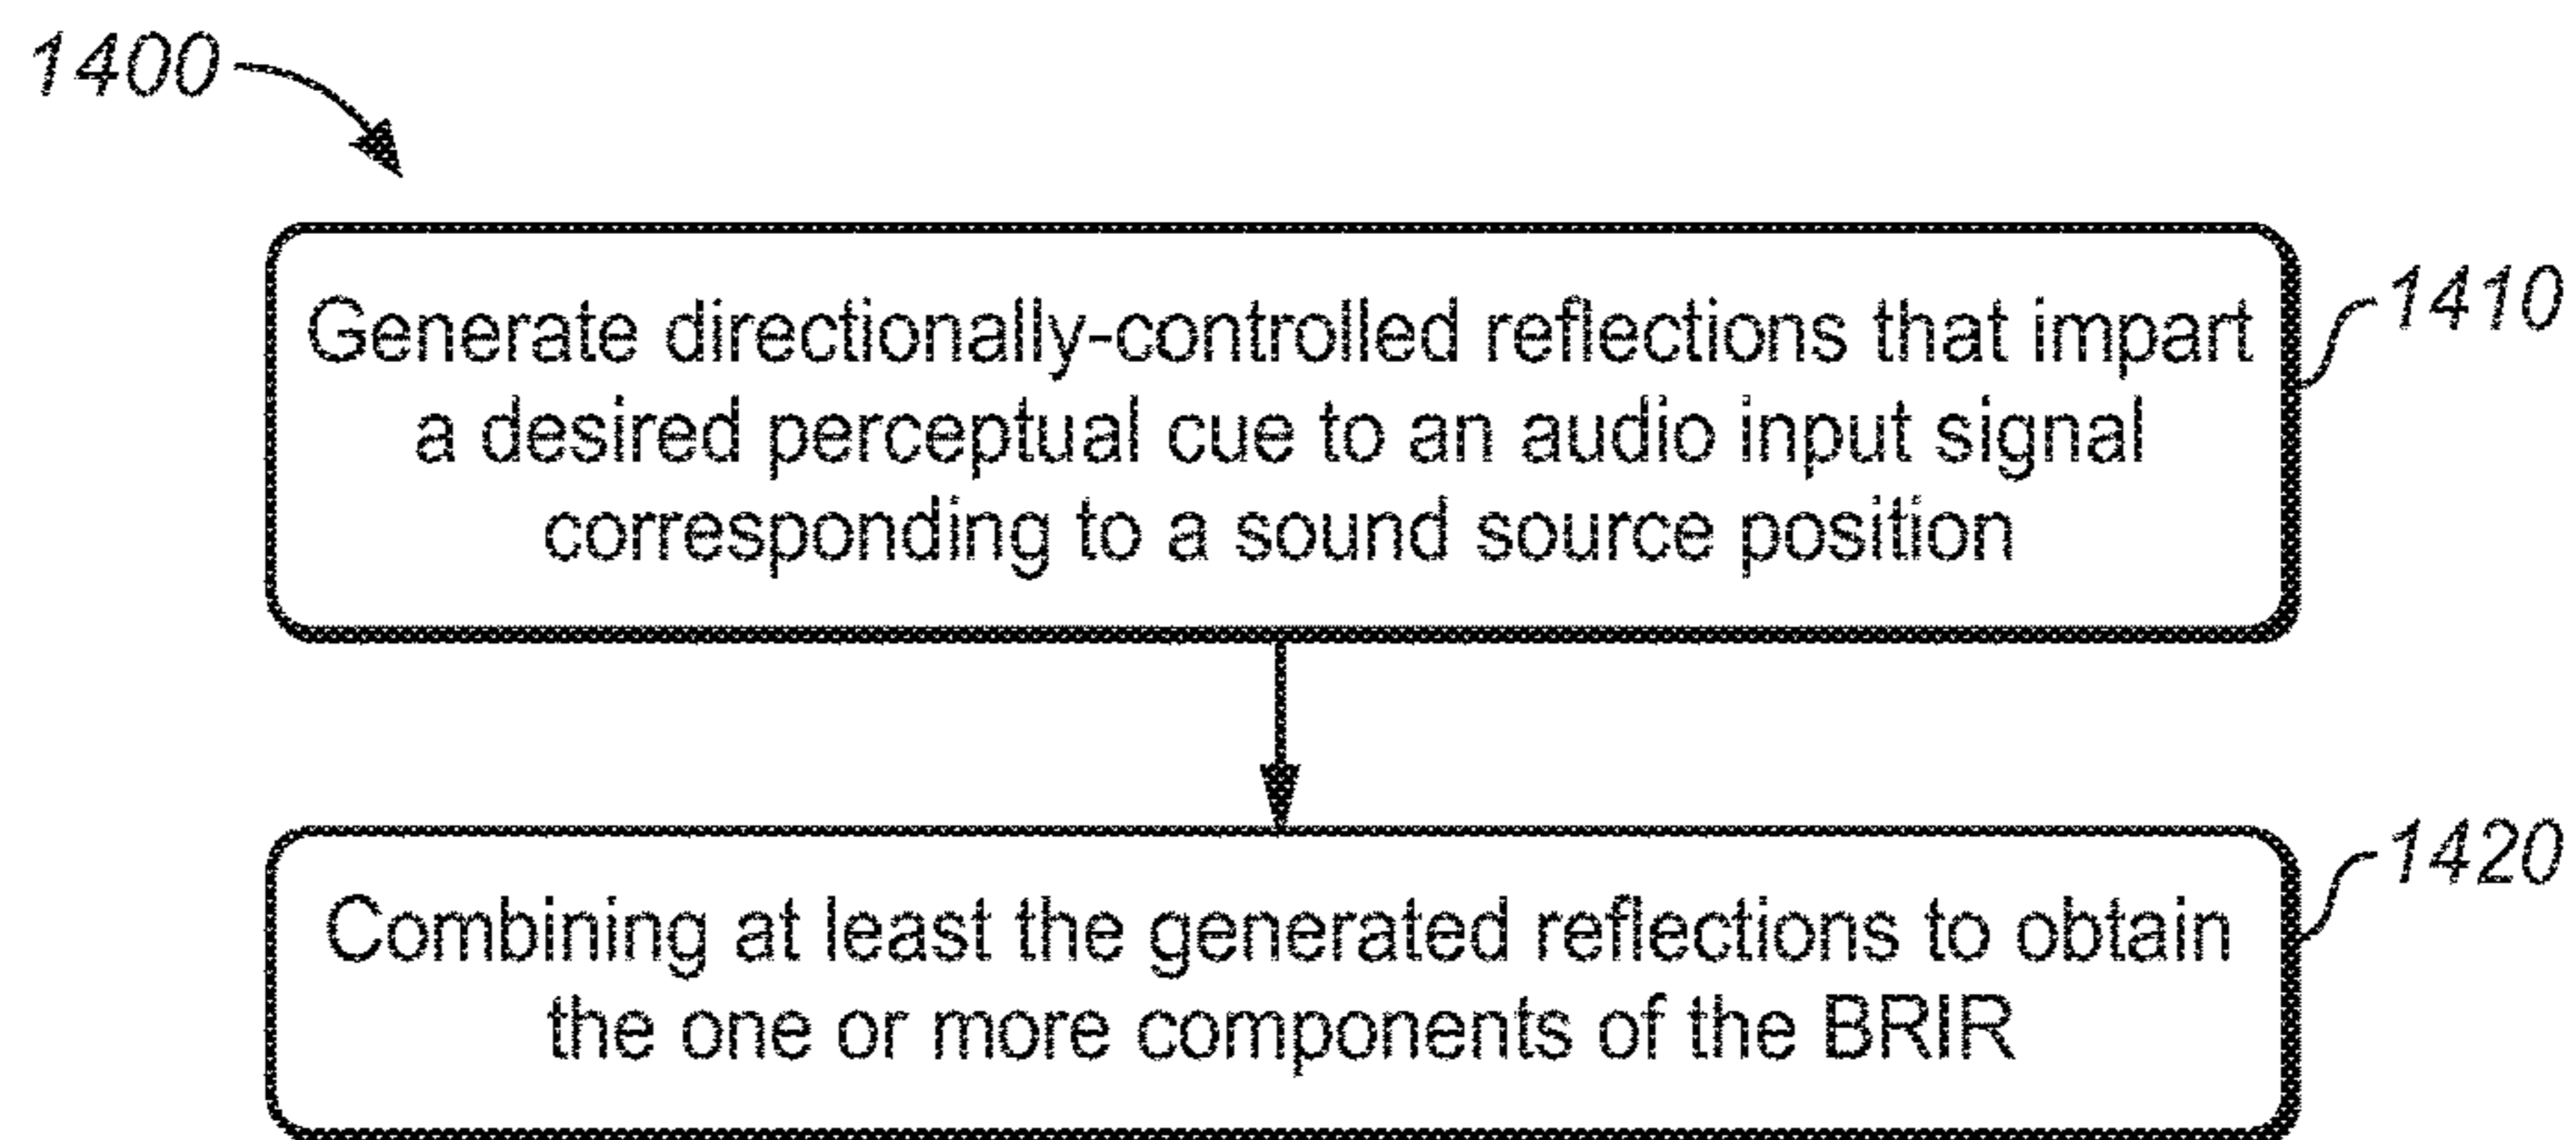 1400
Generate directionally-controlled reflections that impart
1410
a desired perceptual cue to an audio input signal
corresponding to a sound source position
1420
Combining at least the generated reflections to obtain
the one or more components of the BRIR